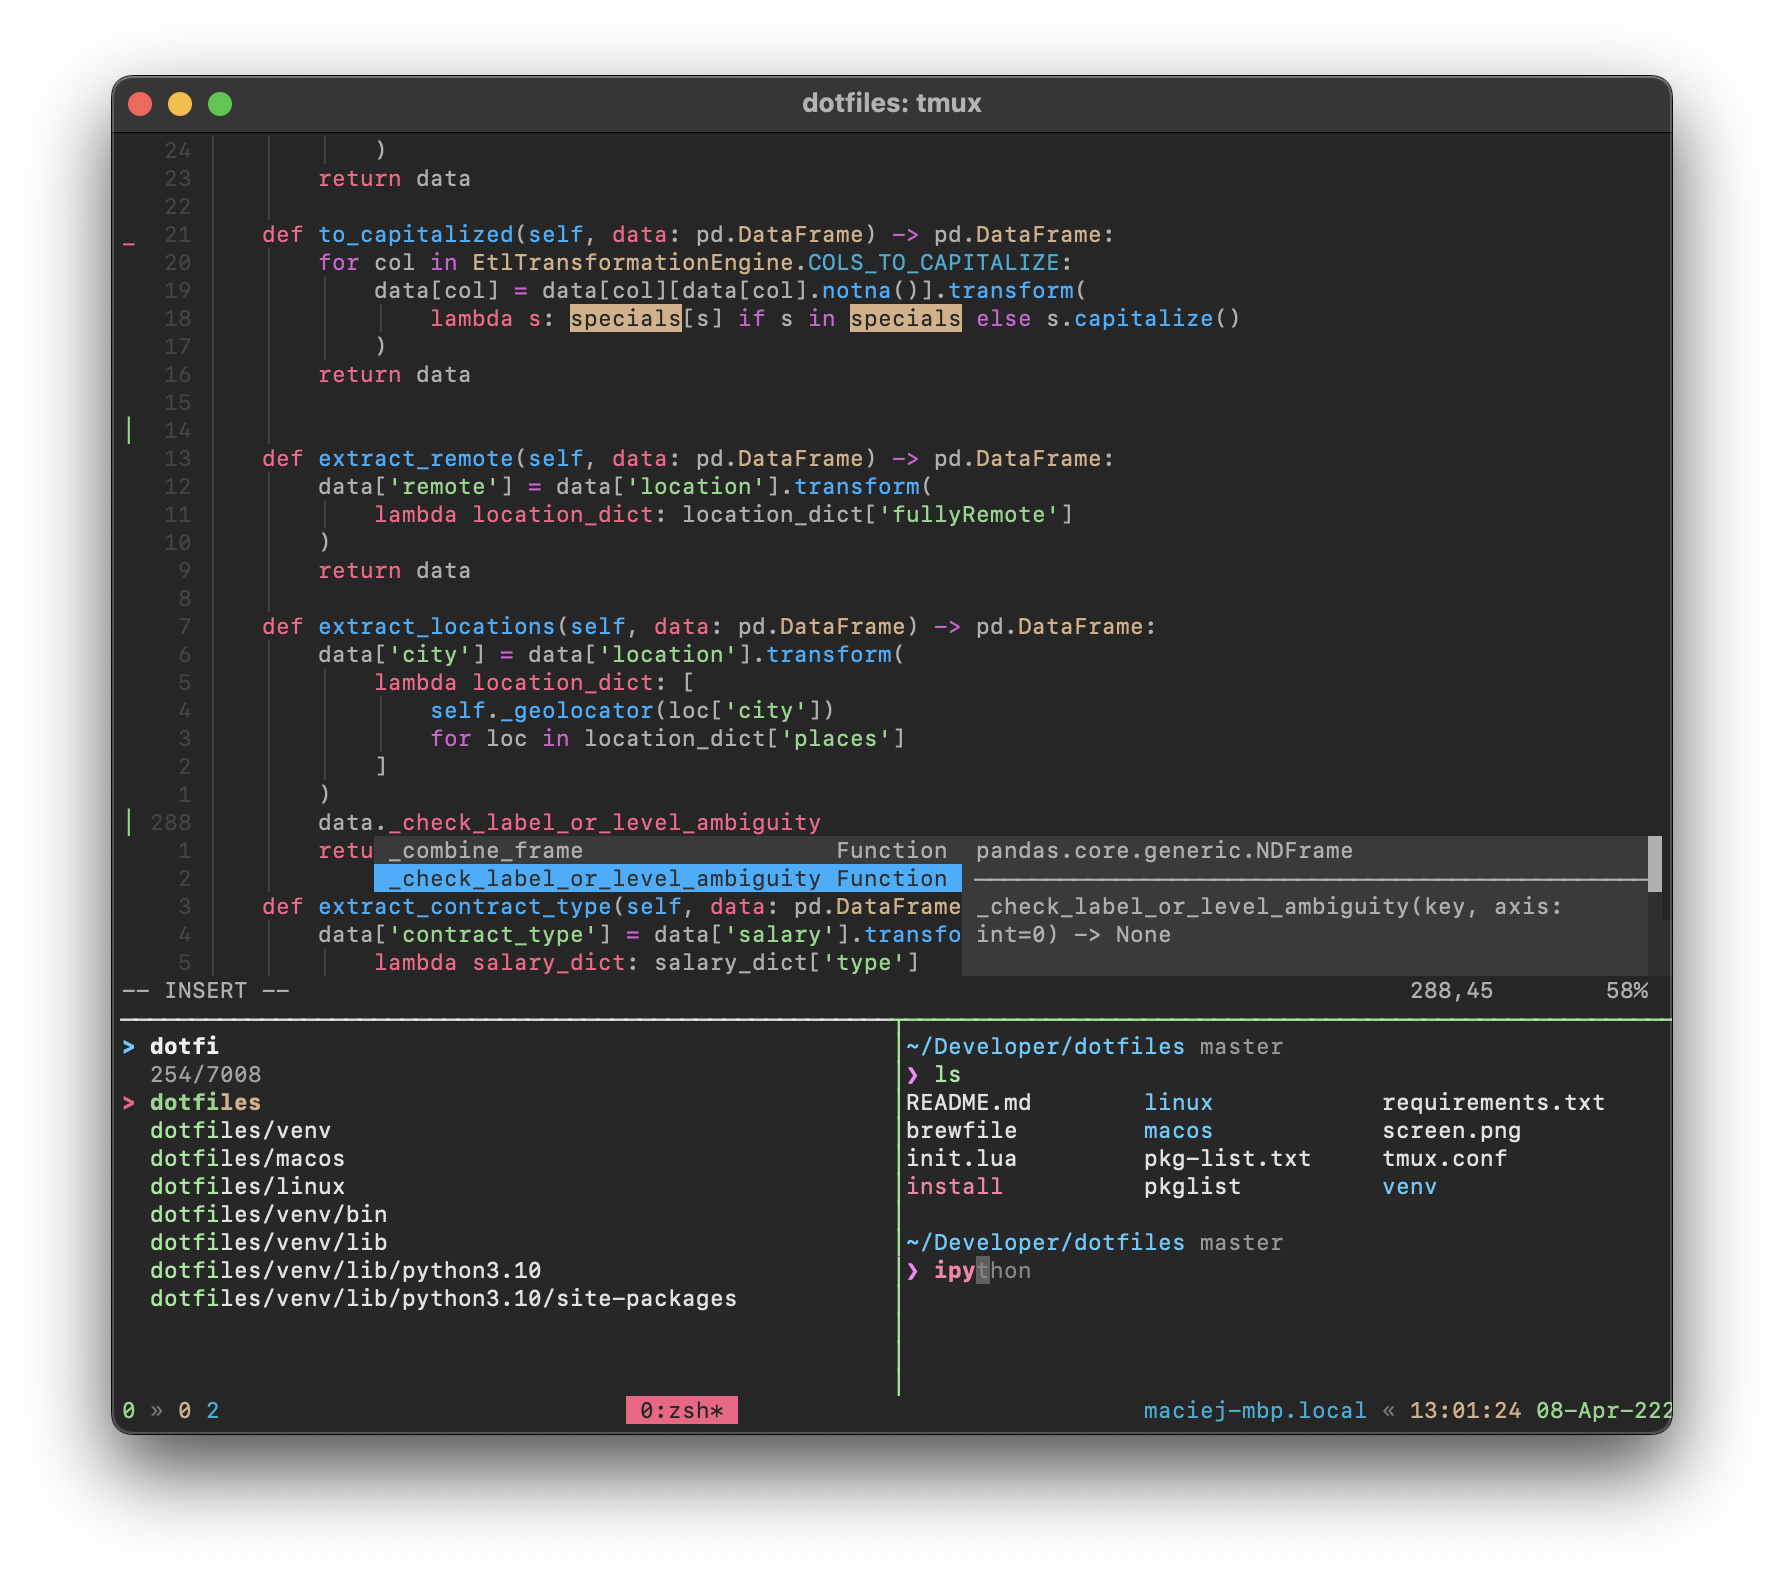 dotfiles: tmux
24 )
23 return data
22
21 def to_capitalized(self, data: pd.DataFrame) -> pd.DataFrame:
20 for col in EtlTransformationEngine.COLS_TO_CAPITALIZE:
19 data[col] = data[col][data[col].notna()].transform(
18 lambda s: specials[s] if s in specials else s.capitalize()
17 )
16 return data
15
14
13 def extract_remote(self, data: pd.DataFrame) -> pd.DataFrame:
12 data['remote'] = data['location'].transform(
11 lambda location_dict: location_dict['fullyRemote']
10 )
9 return data
8
7 def extract_locations(self, data: pd.DataFrame) -> pd.DataFrame:
6 data['city'] = data['location'].transform(
5 lambda location_dict: [
4 self._geolocator(loc['city'])
3 for loc in location_dict['places']
2 ]
1 )
288 data._check_label_or_level_ambiguity
1 retu _combine_frame Function pandas.core.generic.NDFrame
2 _check_label_or_level_ambiguity Function
3 def extract_contract_type(self, data: pd.DataFrame _check_label_or_level_ambiguity(key, axis:
4 data['contract_type'] = data['salary'].transfo int=0) -> None
5 lambda salary_dict: salary_dict['type']
-- INSERT -- 288,45 58%
> dotfi
254/7008
> dotfiles
dotfiles/venv
dotfiles/macos
dotfiles/linux
dotfiles/venv/bin
dotfiles/venv/lib
dotfiles/venv/lib/python3.10
dotfiles/venv/lib/python3.10/site-packages
~/Developer/dotfiles master
❯ ls
README.md linux requirements.txt
brewfile macos screen.png
init.lua pkg-list.txt tmux.conf
install pkglist venv
~/Developer/dotfiles master
❯ ipython
0 » 0 2 0:zsh* maciej-mbp.local « 13:01:24 08-Apr-222